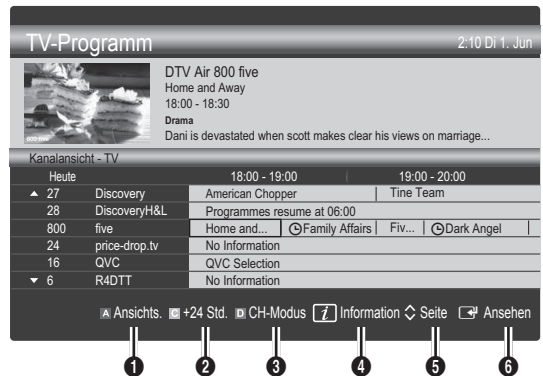 TV-Programm 2:10 Di 1. Jun
DTV Air 800 five
Home and Away
18:00 - 18:30
Drama
Dani is devastated when scott makes clear his views on marriage...
800 five
Kanalansicht - TV
Heute 18:00 - 19:00 19:00 - 20:00
▲ 27 Discovery American Chopper Tine Team
28 DiscoveryH&L Programmes resume at 06:00
800 five Home and... Family Affairs Fiv... Dark Angel
24 price-drop.tv No Information
16 QVC QVC Selection
▼ 6 R4DTT No Information
A Ansichts. C +24 Std. D CH-Modus i Information Seite Ansehen
1 2 3 4 5 6